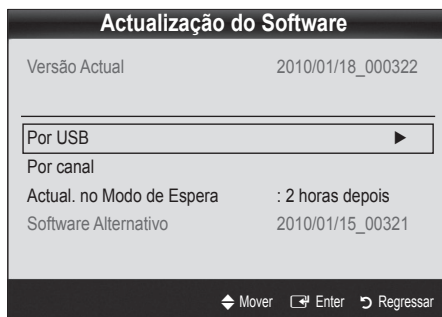 Actualização do Software
Versão Actual 2010/01/18_000322
Por USB ►
Por canal
Actual. no Modo de Espera : 2 horas depois
Software Alternativo 2010/01/15_00321
Mover Enter Regressar